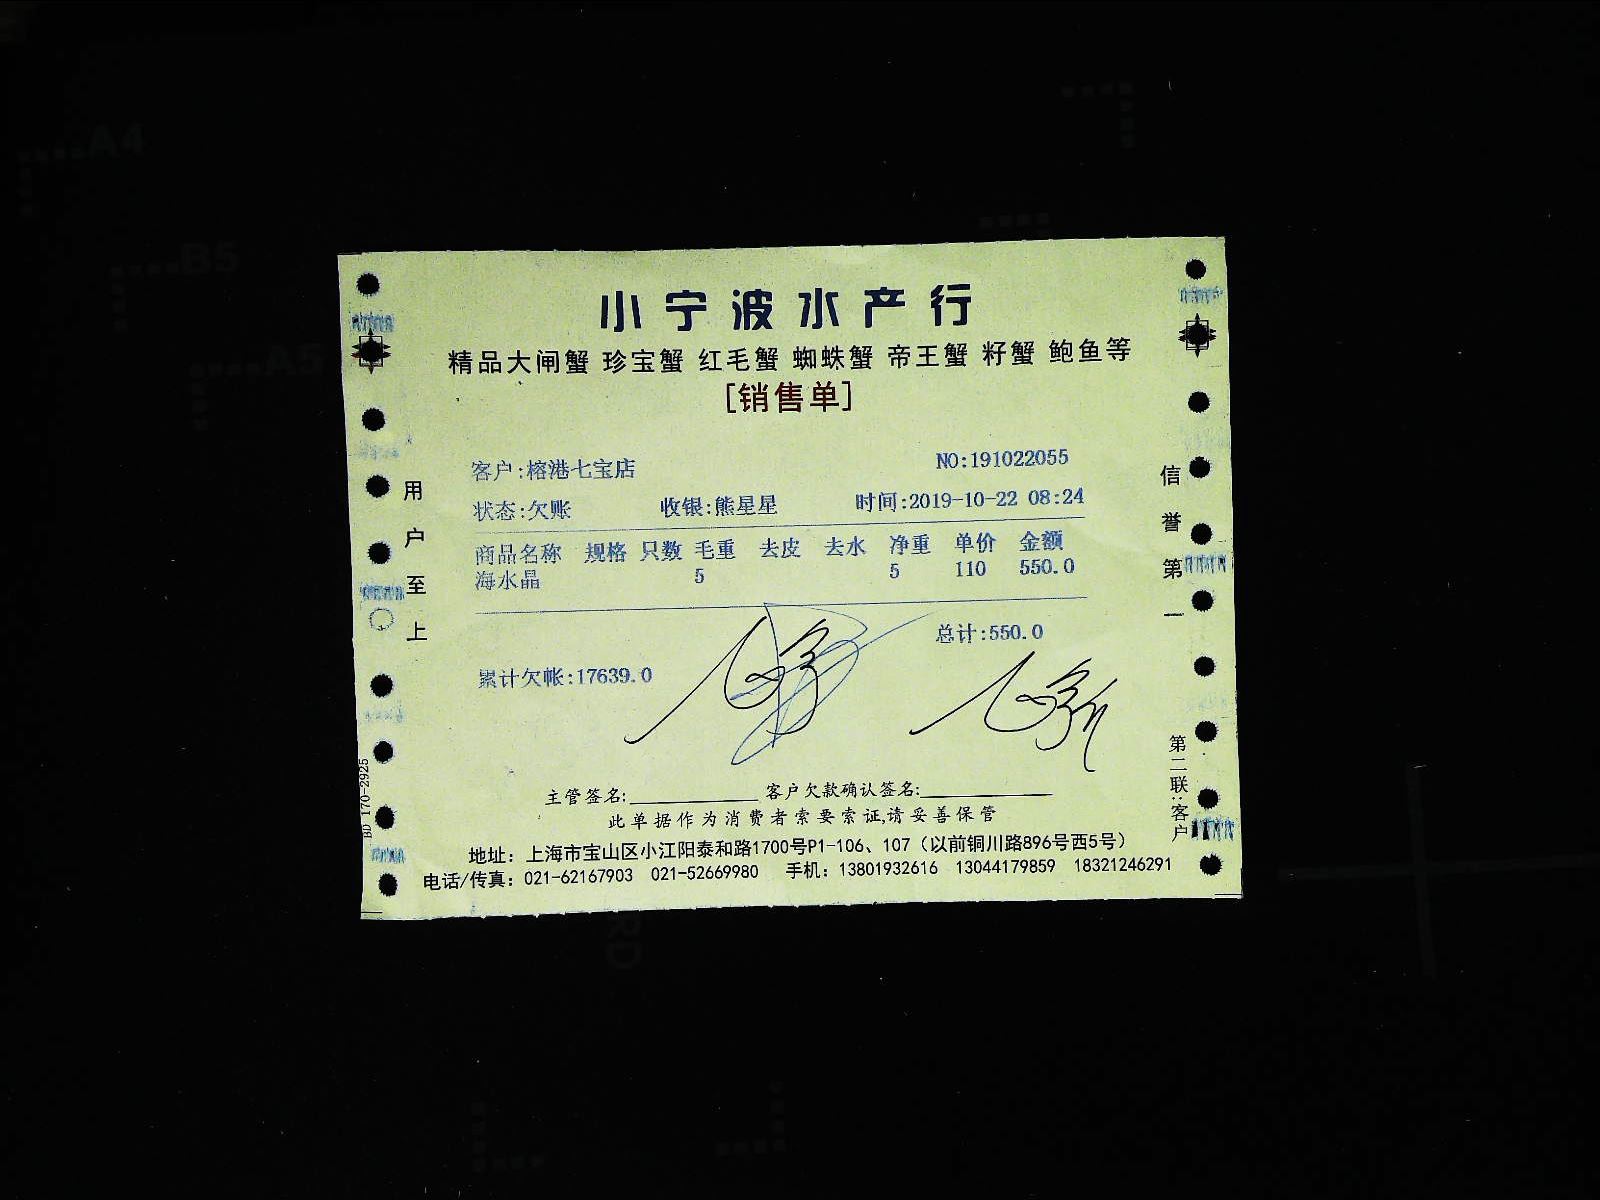 小宁波水产行
精品大闸蟹 珍宝蟹 红毛蟹 蜘蛛蟹 帝王蟹 籽蟹 鲍鱼等
[销售单]
客户:榕港七宝店 NO:191022055
状态:欠账 收银:熊星星 时间:2019-10-22 08:24
商品名称 规格 只数 毛重 去皮 去水 净重 单价 金额
海水晶 5 5 110 550.0
总计:550.0
累计欠帐:17639.0
主管签名: 客户欠款确认签名:
此单据作为消费者索要索证,请妥善保管
地址：上海市宝山区小江阳泰和路1700号P1-106、107（以前铜川路896号西5号）
电话/传真：021-62167903 021-52669980 手机：13801932616 13044179859 18321246291
用户至上
信誉第一
第二联:客户
170-2925
A4
B5
A5